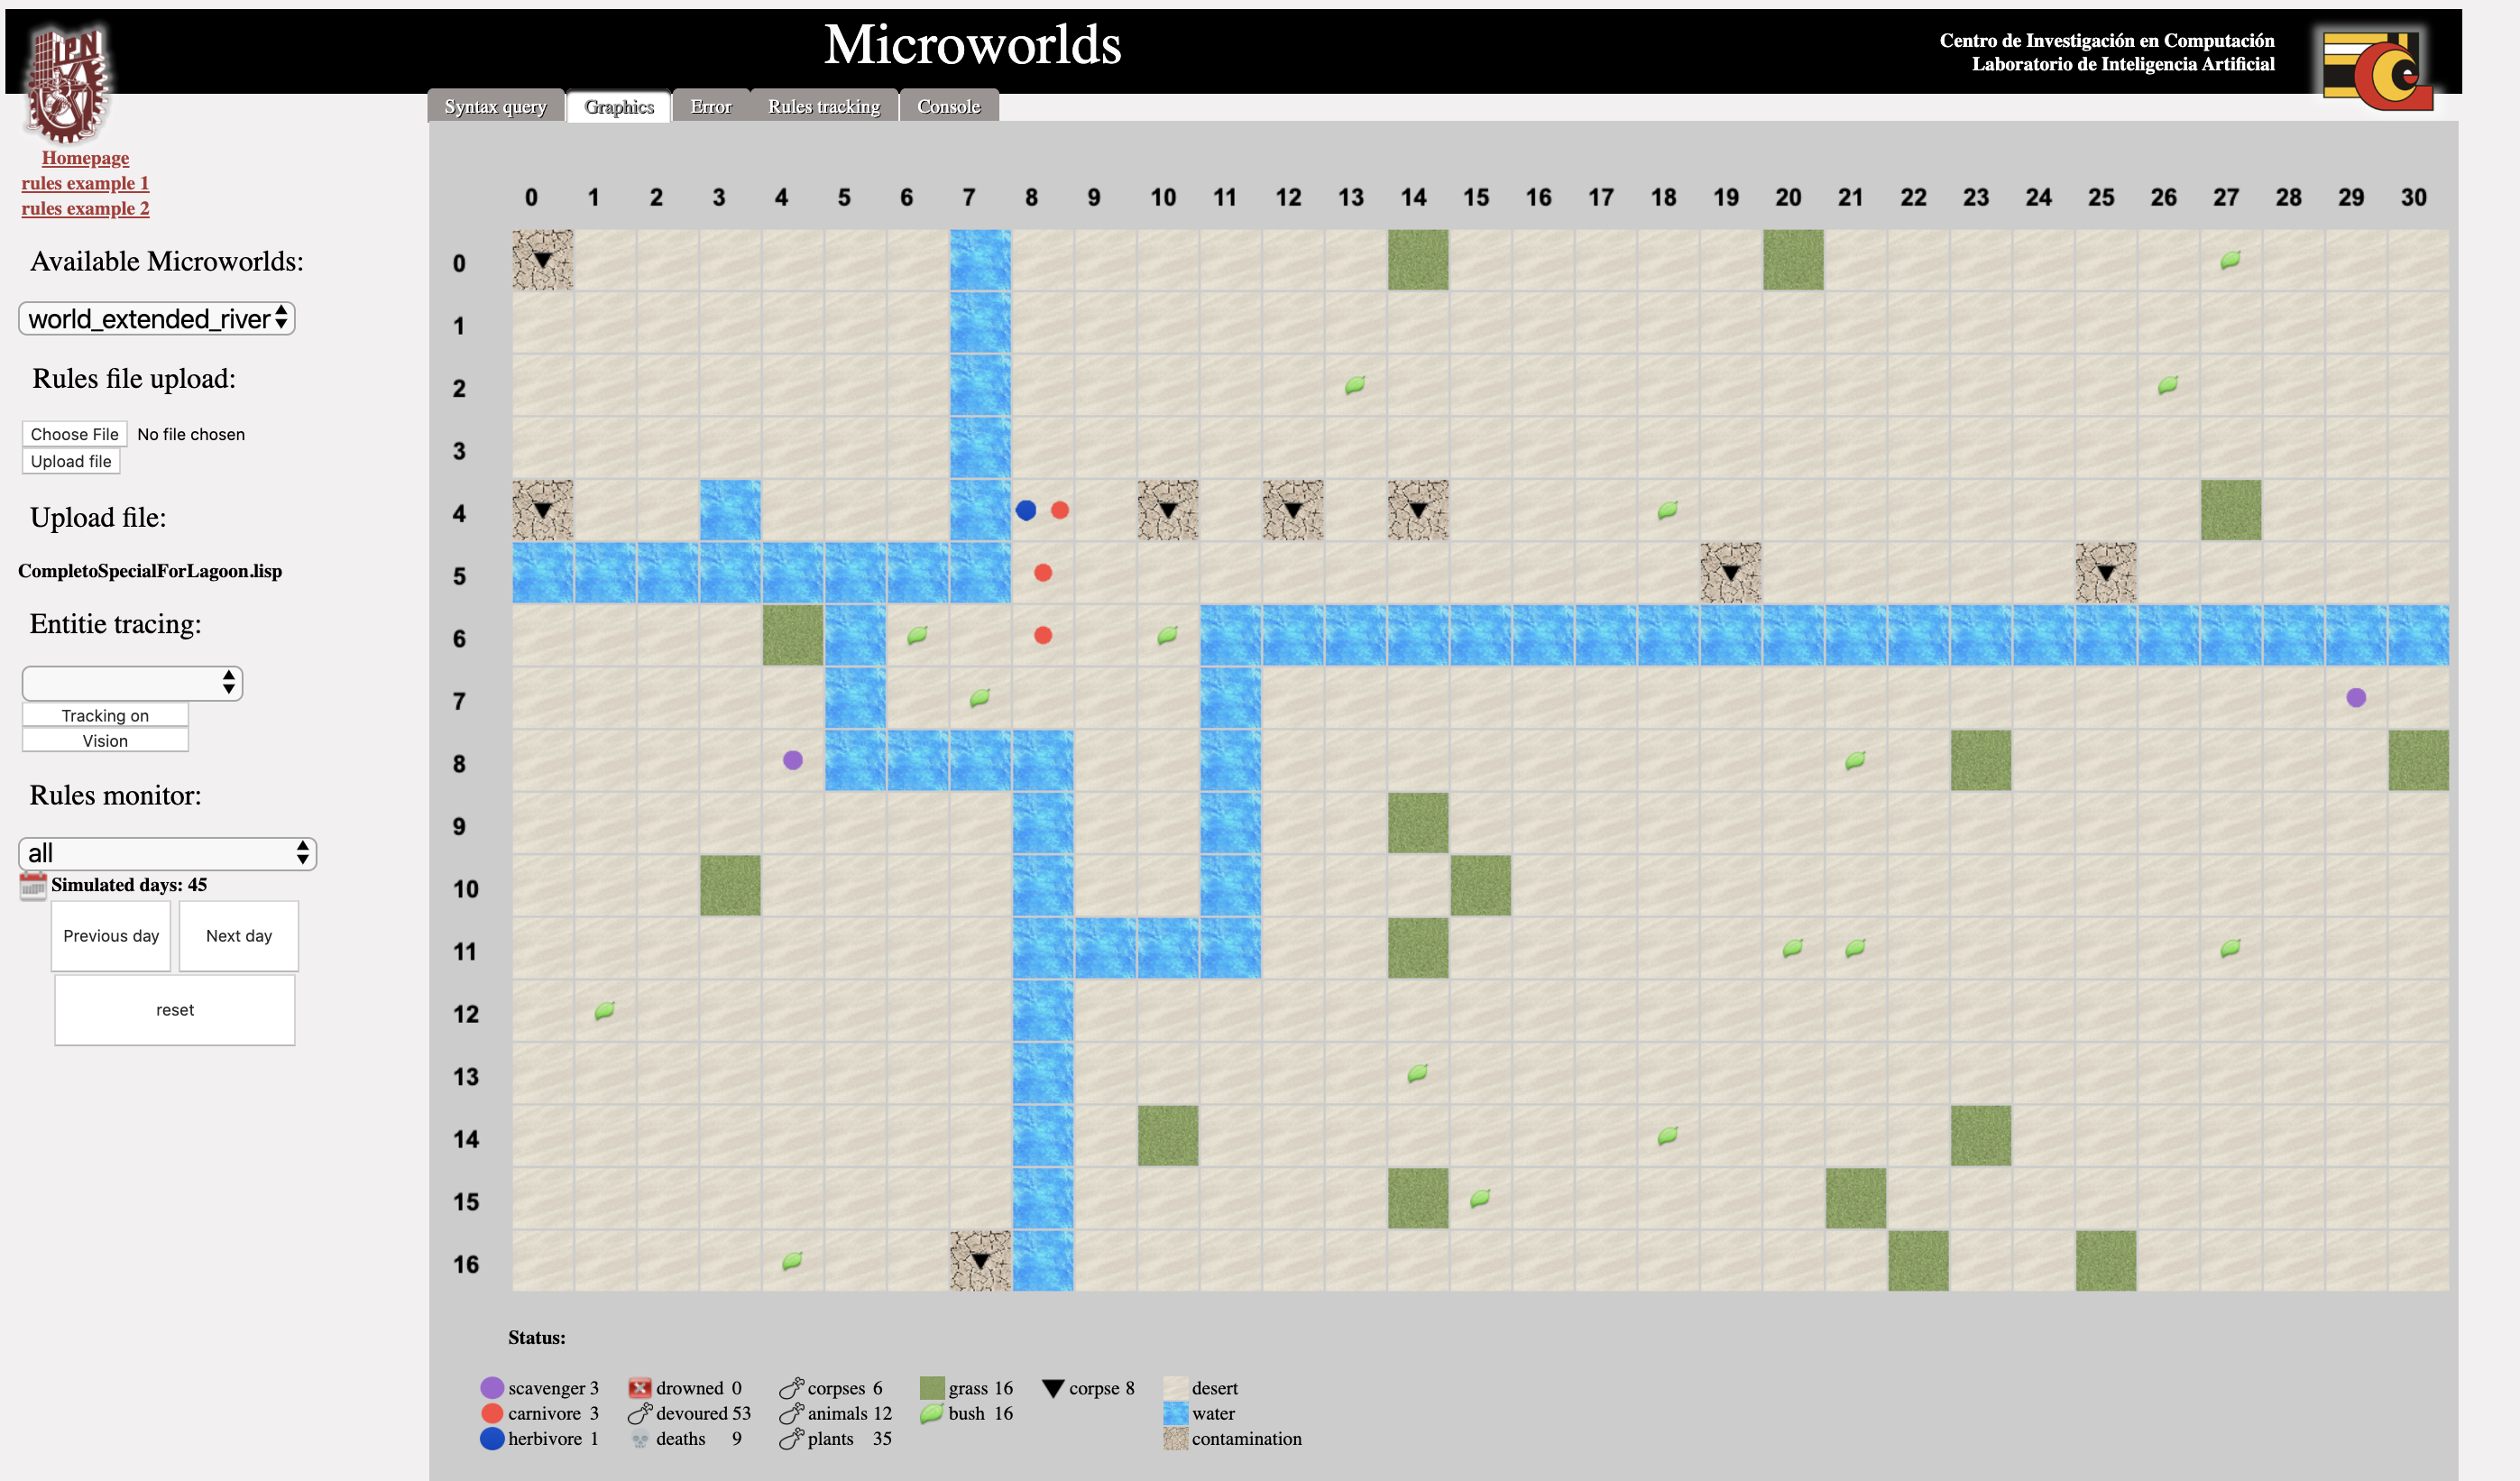 Microworlds
Centro de Investigación en Computación
Laboratorio de Inteligencia Artificial
IPN
Syntax query Graphics Error Rules tracking Console
Homepage
rules example 1
rules example 2
Available Microworlds:
world_extended_river
Rules file upload:
Choose File No file chosen
Upload file
Upload file:
CompletoSpecialForLagoon.lisp
Entitie tracing:
Tracking on
Vision
Rules monitor:
all
Simulated days: 45
Previous day Next day
reset
0 1 2 3 4 5 6 7 8 9 10 11 12 13 14 15 16 17 18 19 20 21 22 23 24 25 26 27 28 29 30
0
1
2
3
4
5
6
7
8
9
10
11
12
13
14
15
16
Status:
scavenger 3 drowned 0 corpses 6 grass 16 corpse 8 desert
carnivore 3 devoured 53 animals 12 bush 16 water
herbivore 1 deaths 9 plants 35 contamination